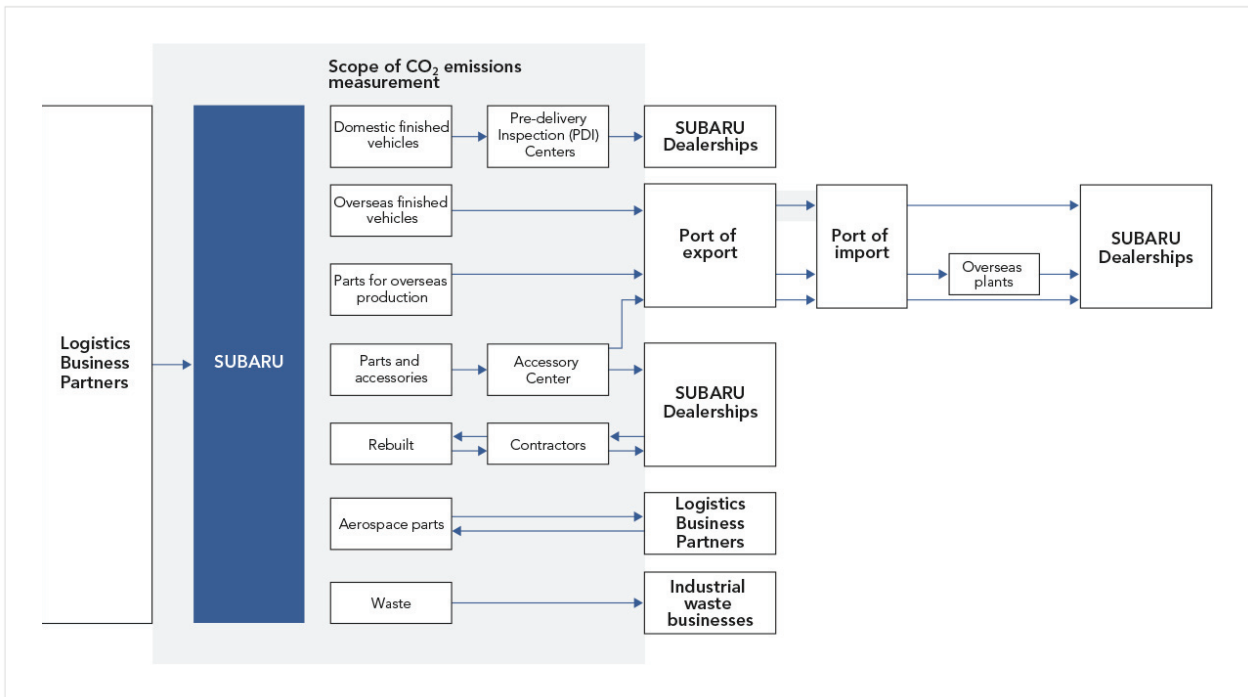 Scope of CO₂ emissions
measurement
Logistics
Business
Partners
SUBARU
Domestic finished
vehicles
Pre-delivery
Inspection (PDI)
Centers
SUBARU
Dealerships
Overseas finished
vehicles
Port of
export
Port of
import
SUBARU
Dealerships
Parts for overseas
production
Overseas
plants
Parts and
accessories
Accessory
Center
SUBARU
Dealerships
Rebuilt
Contractors
Aerospace parts
Logistics
Business
Partners
Waste
Industrial
waste
businesses